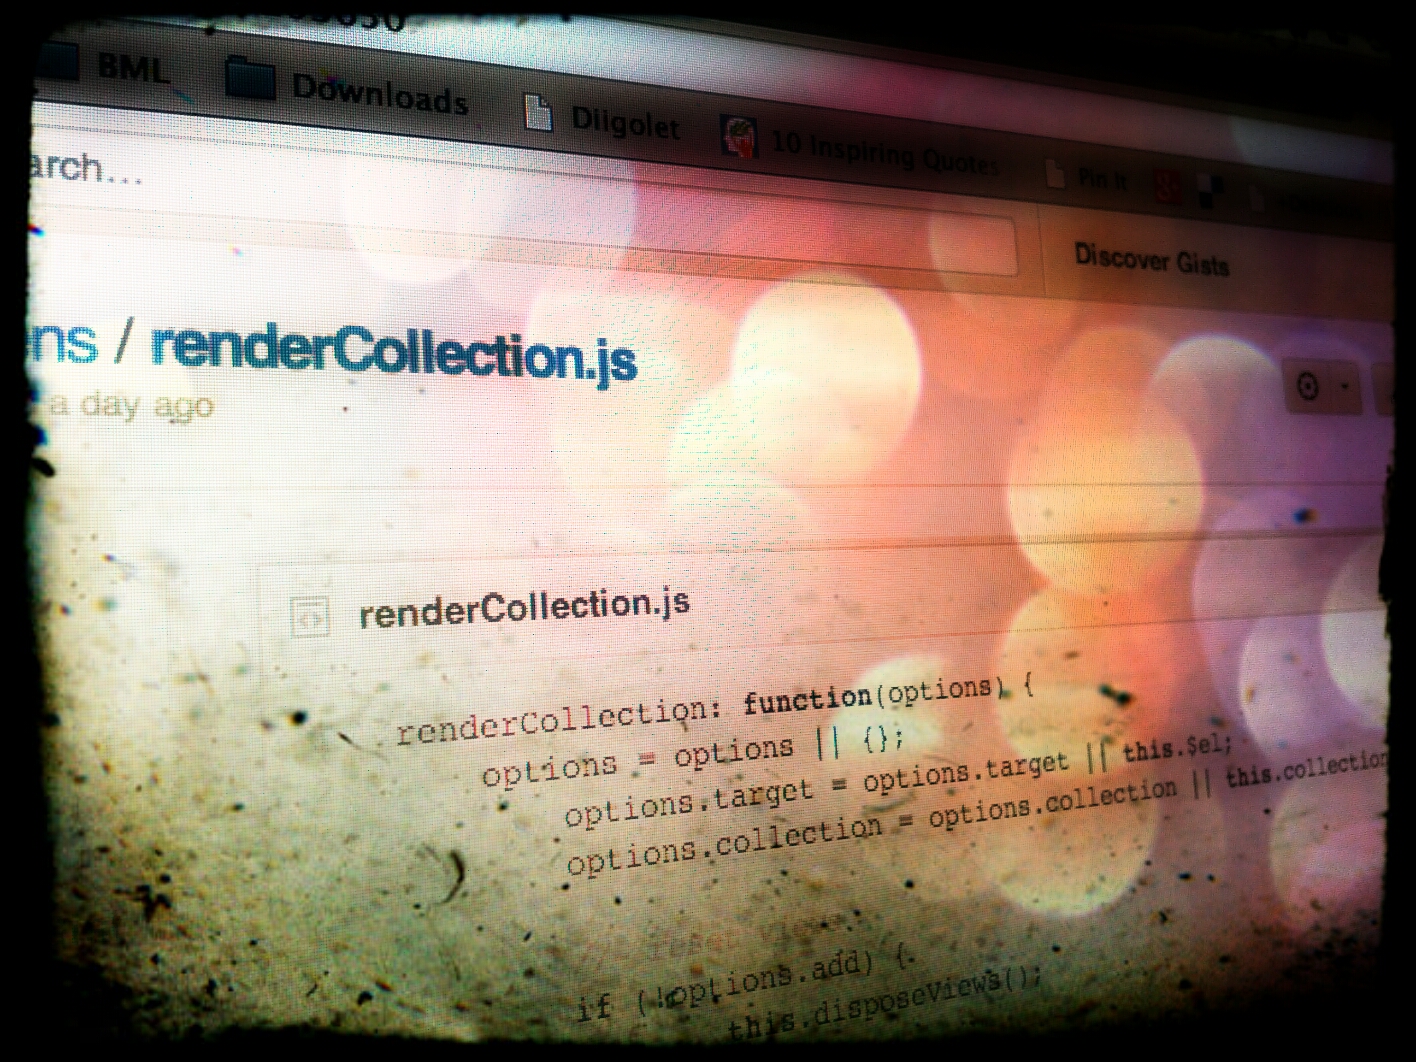 BML Downloads Diigolet 10 Inspiring Quotes Pin It
arch...
Discover Gists
ns / renderCollection.js
a day ago
renderCollection.js
renderCollection: function(options) {
options = options || {};
options.target = options.target || this.$el;
options.collection = options.collection || this.collection
if (!options.add) {
this.disposeViews();